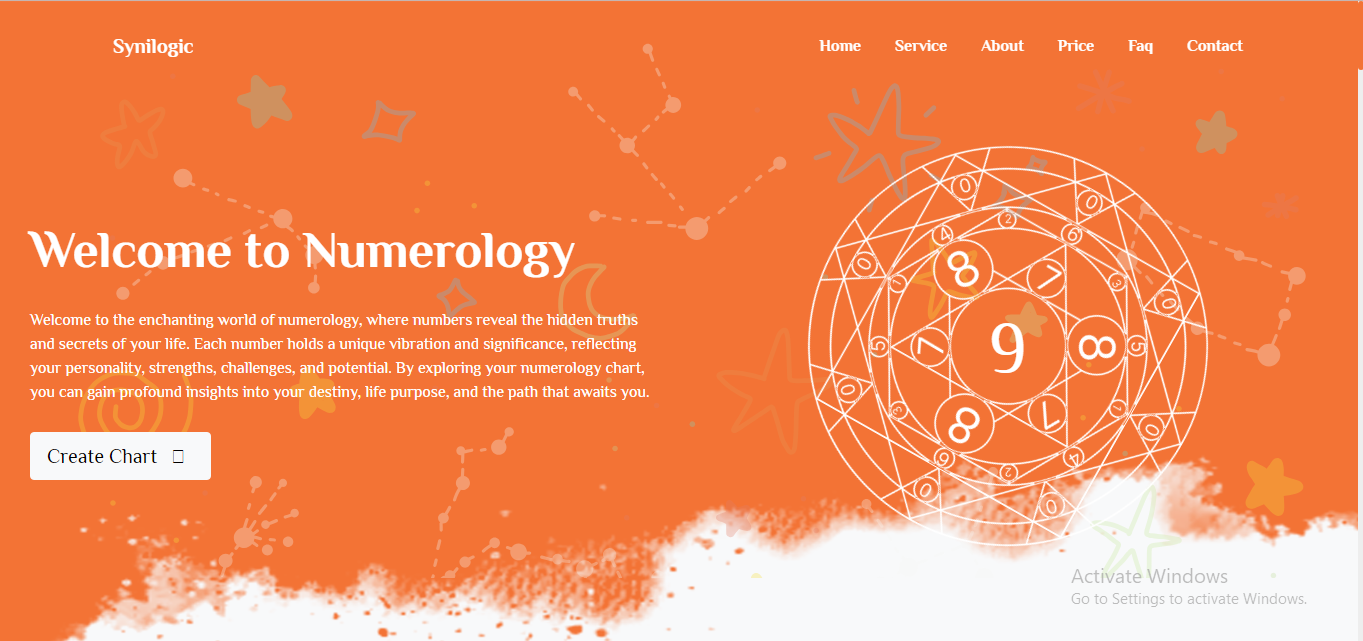 Synilogic
Home Service About Price Faq Contact
Welcome to Numerology
Welcome to the enchanting world of numerology, where numbers reveal the hidden truths
and secrets of your life. Each number holds a unique vibration and significance, reflecting
your personality, strengths, challenges, and potential. By exploring your numerology chart,
you can gain profound insights into your destiny, life purpose, and the path that awaits you.
Create Chart
0 0
2
4 6
0 8 7
1 3 0
5 7 9 8 5
3 1
0 8 7 0
6 2 4
0 0
Activate Windows
Go to Settings to activate Windows.